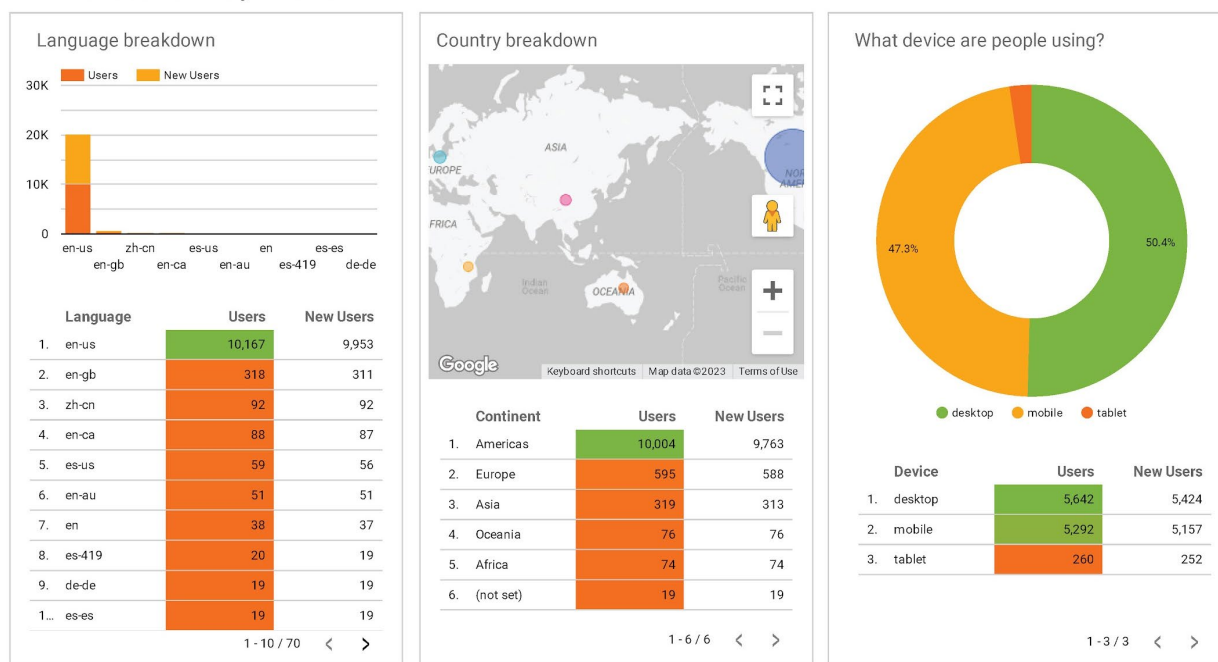 Language breakdown
Users New Users
30K
20K
10K
0
en-us zh-cn es-us en es-es
en-gb en-ca en-au es-419 de-de
Language Users New Users
1. en-us 10,167 9,953
2. en-gb 318 311
3. zh-cn 92 92
4. en-ca 88 87
5. es-us 59 56
6. en-au 51 51
7. en 38 37
8. es-419 20 19
9. de-de 19 19
1... es-es 19 19
1 - 10 / 70
Country breakdown
ASIA
UROPE
NOR
AMER
FRICA
Indian
Ocean
OCEANIA
Pacific
Ocean
Google
Keyboard shortcuts Map data ©2023 Terms of Use
Continent Users New Users
1. Americas 10,004 9,763
2. Europe 595 588
3. Asia 319 313
4. Oceania 76 76
5. Africa 74 74
6. (not set) 19 19
1 - 6 / 6
What device are people using?
47.3%
50.4%
desktop mobile tablet
Device Users New Users
1. desktop 5,642 5,424
2. mobile 5,292 5,157
3. tablet 260 252
1 - 3 / 3